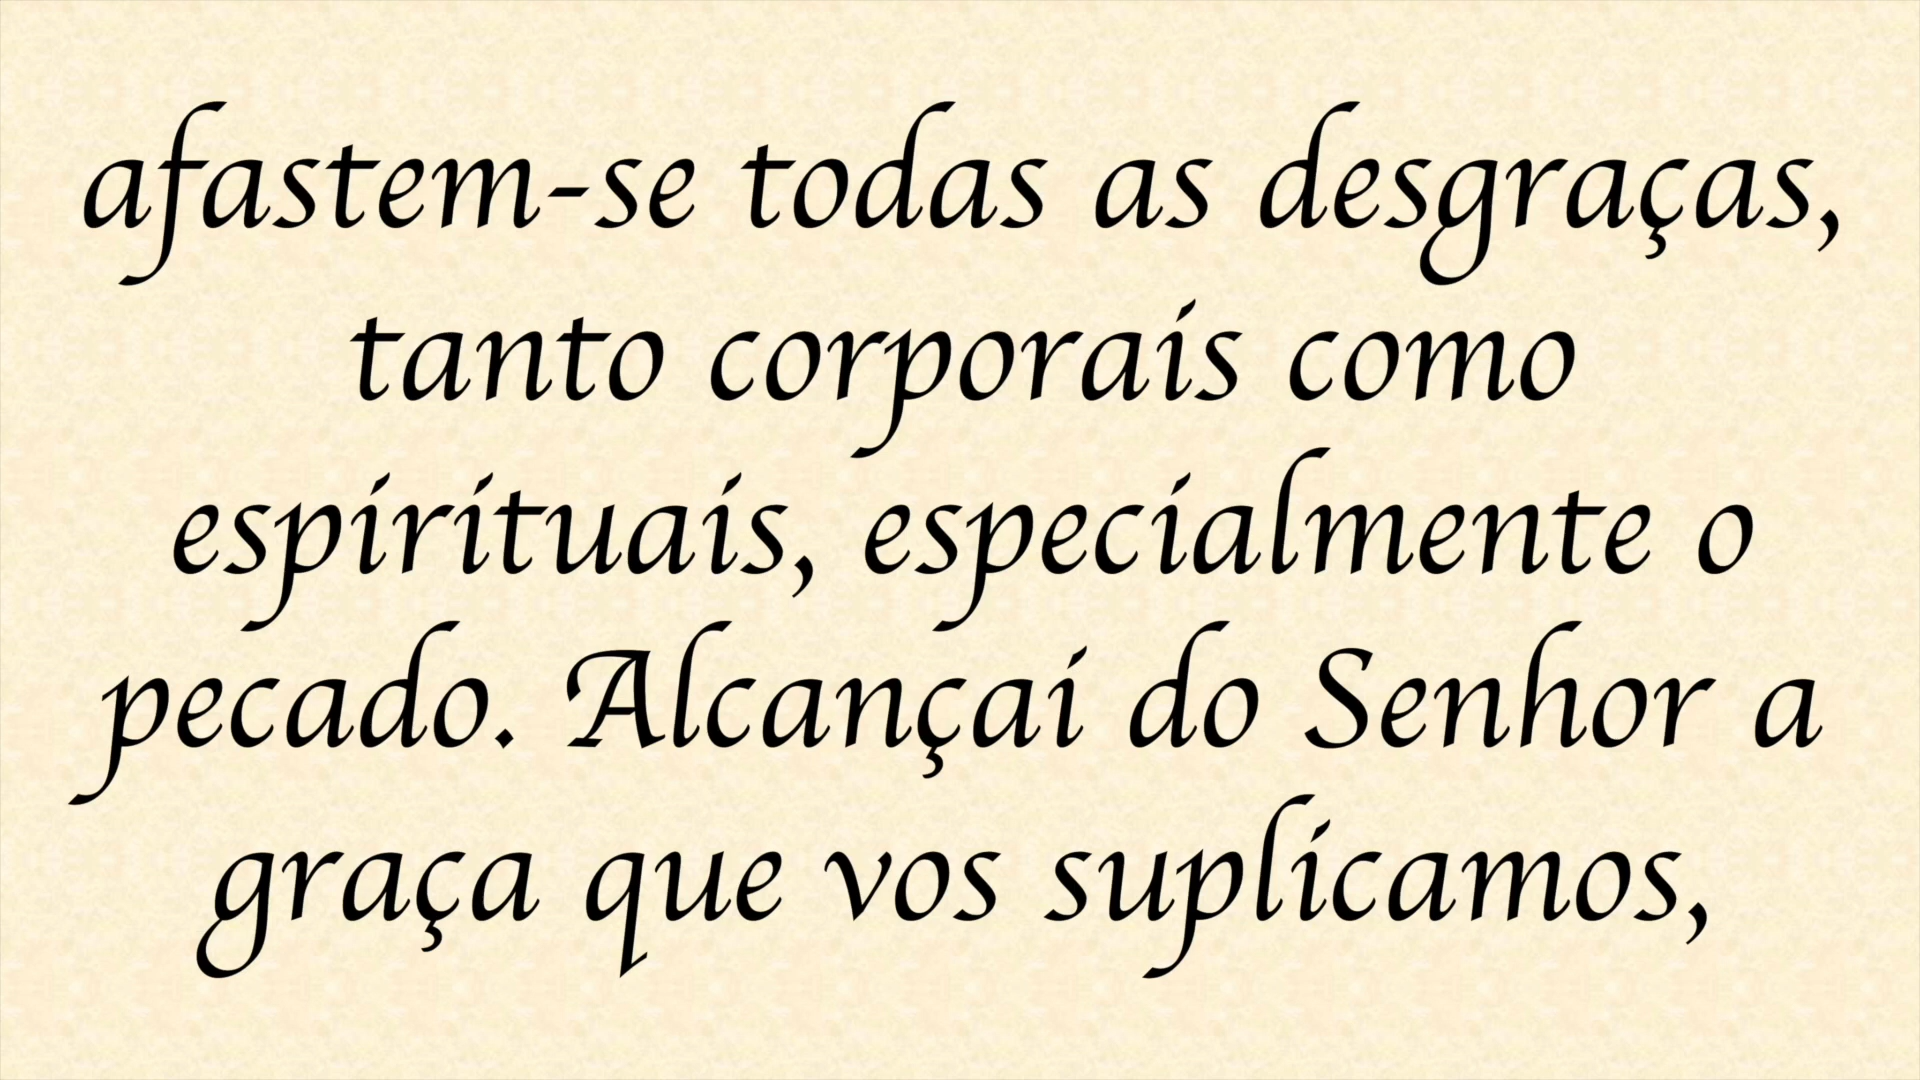 afastem-se todas as desgraças,
tanto corporais como
espirituais, especialmente o
pecado. Alcançai do Senhor a
graça que vos suplicamos,